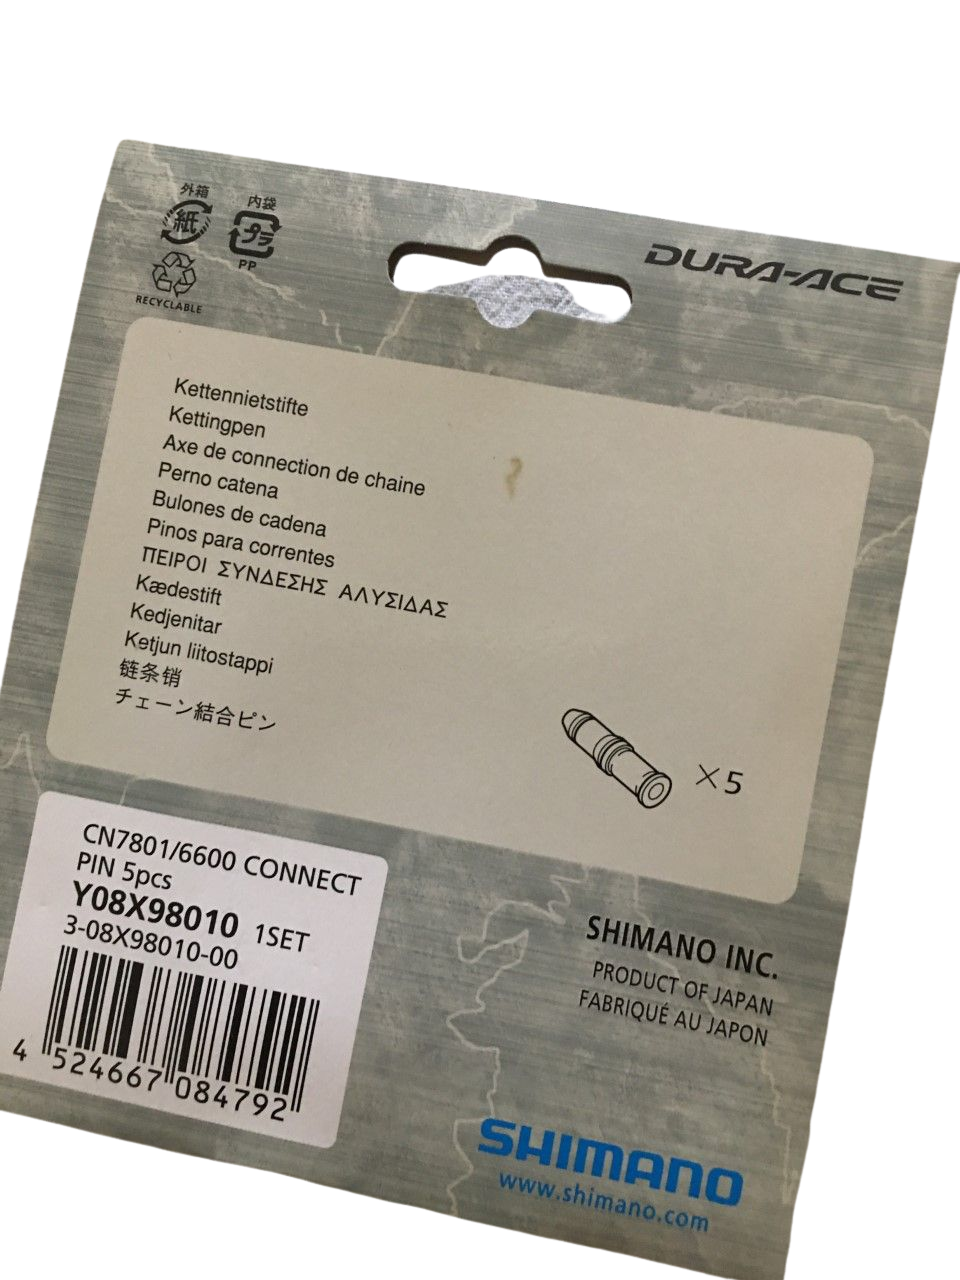 外箱
紙
内袋
プラ
PP
RECYCLABLE
DURA-ACE
Kettennietstifte
Kettingpen
Axe de connection de chaine
Perno catena
Bulones de cadena
Pinos para correntes
ΠΕΙΡΟΙ ΣΥΝΔΕΣΗΣ ΑΛΥΣΙΔΑΣ
Kædestift
Kedjenitar
Ketjun liitostappi
链条销
チェーン結合ピン
×5
CN7801/6600 CONNECT
PIN 5pcs
Y08X98010 1SET
3-08X98010-00
4 524667 084792
SHIMANO INC.
PRODUCT OF JAPAN
FABRIQUÉ AU JAPON
SHIMANO
www.shimano.com